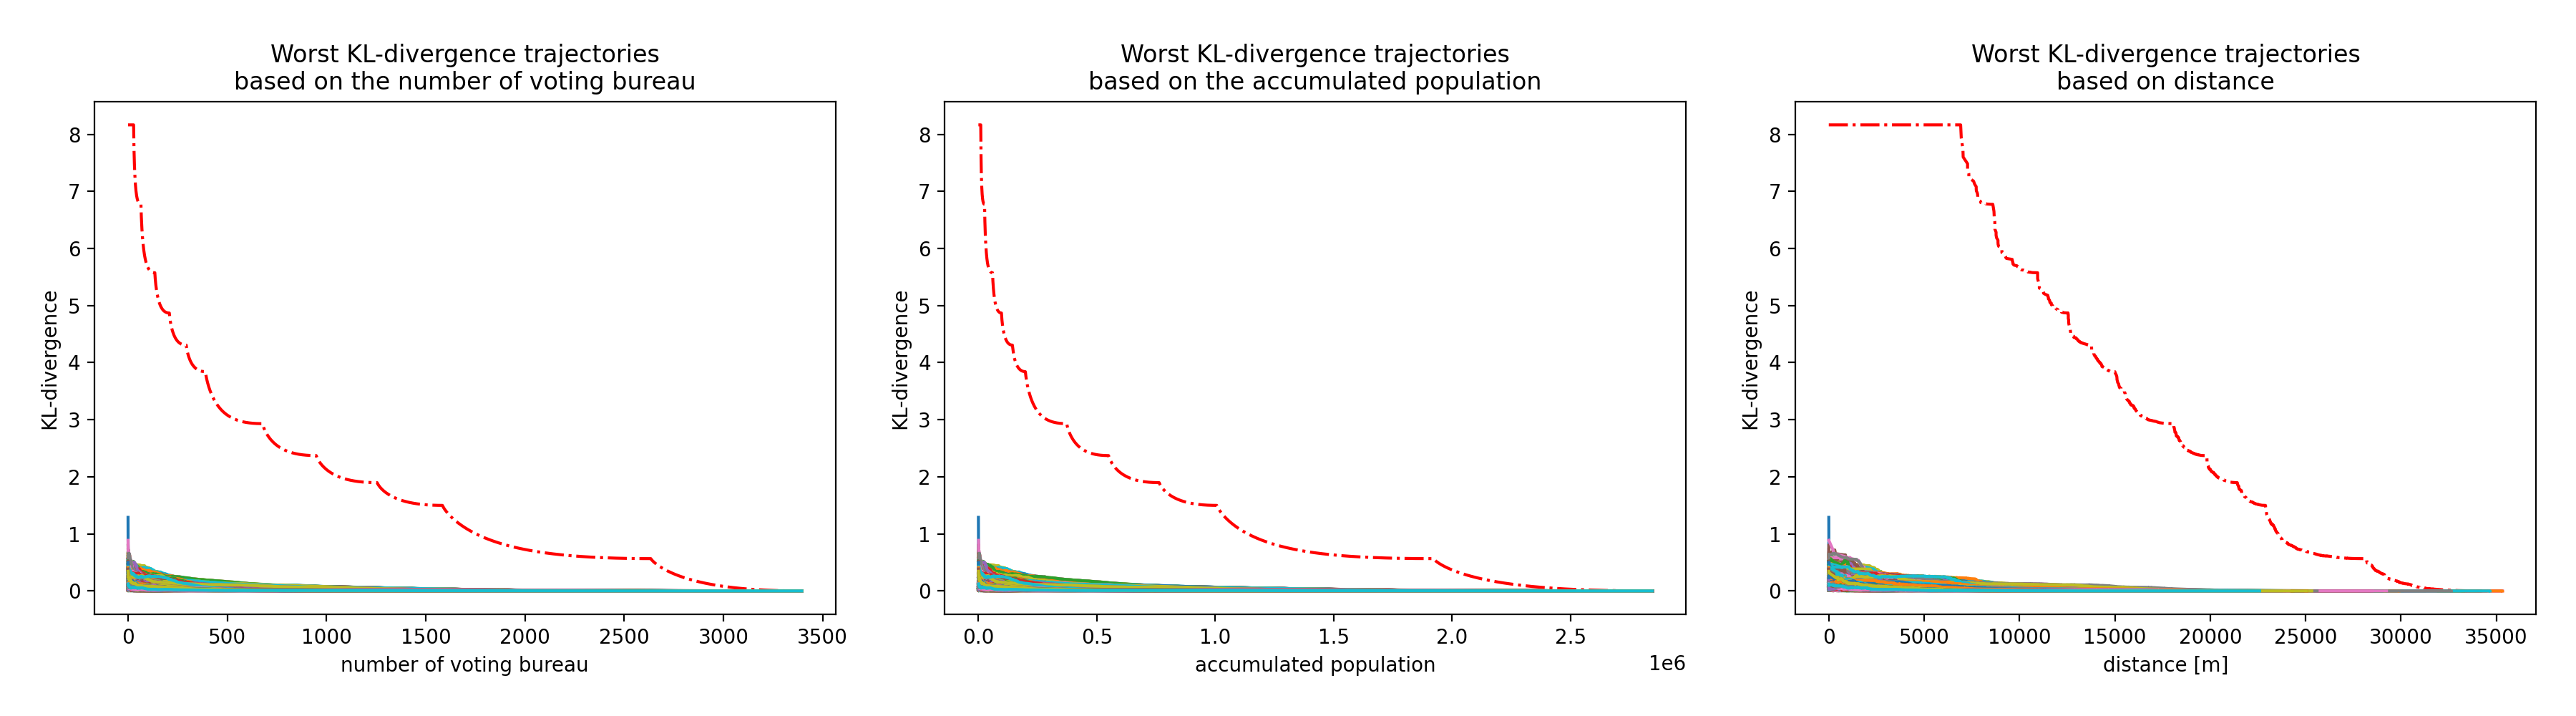 Worst KL-divergence trajectories
based on the number of voting bureau
KL-divergence
8
7
6
5
4
3
2
1
0
0 500 1000 1500 2000 2500 3000 3500
number of voting bureau
Worst KL-divergence trajectories
based on the accumulated population
KL-divergence
8
7
6
5
4
3
2
1
0
0.0 0.5 1.0 1.5 2.0 2.5
1e6
accumulated population
Worst KL-divergence trajectories
based on distance
KL-divergence
8
7
6
5
4
3
2
1
0
0 5000 10000 15000 20000 25000 30000 35000
distance [m]